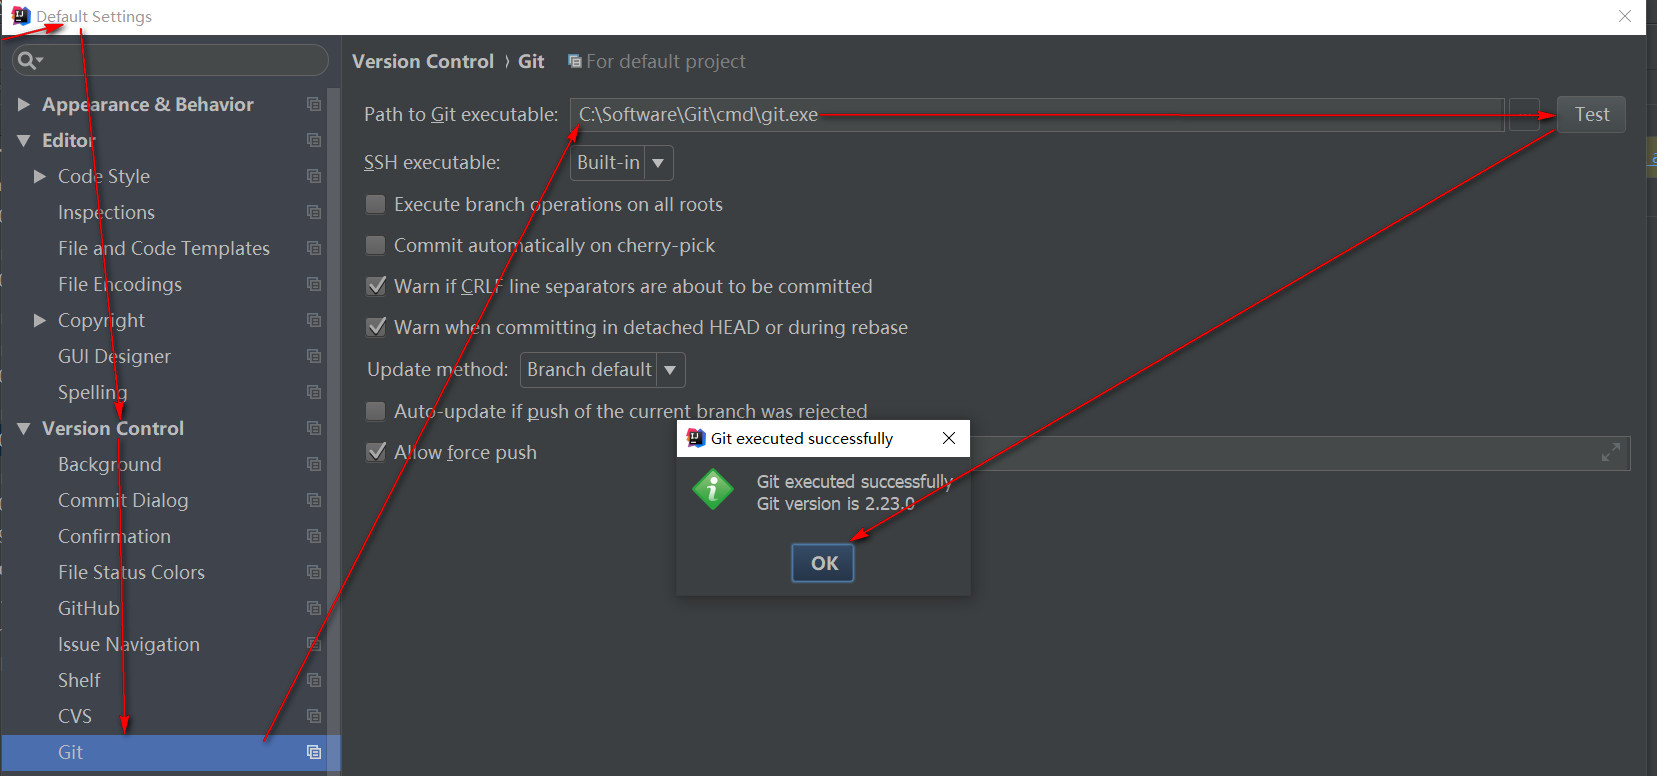 Default Settings
Appearance & Behavior
Editor
Code Style
Inspections
File and Code Templates
File Encodings
Copyright
GUI Designer
Spelling
Version Control
Background
Commit Dialog
Confirmation
File Status Colors
GitHub
Issue Navigation
Shelf
CVS
Git
Version Control › Git For default project
Path to Git executable: C:\Software\Git\cmd\git.exe Test
SSH executable: Built-in
Execute branch operations on all roots
Commit automatically on cherry-pick
Warn if CRLF line separators are about to be committed
Warn when committing in detached HEAD or during rebase
Update method: Branch default
Auto-update if push of the current branch was rejected
Allow force push
Git executed successfully
Git executed successfully
Git version is 2.23.0
OK